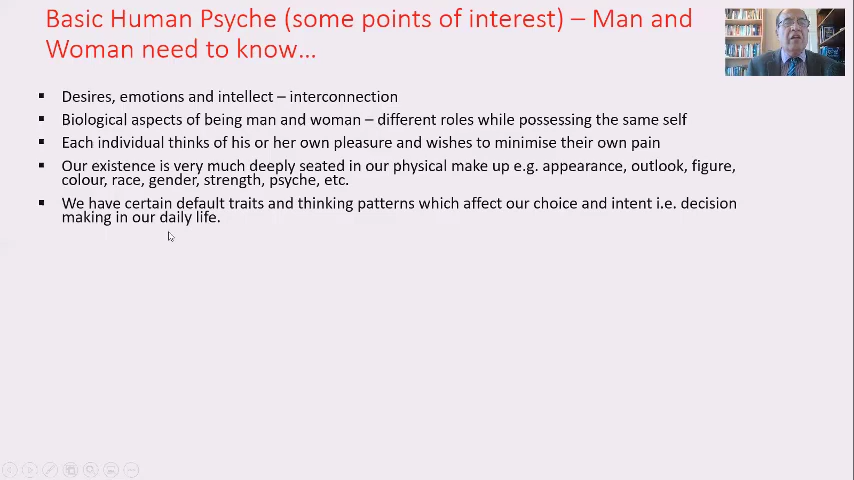 Basic Human Psyche (some points of interest) – Man and
Woman need to know...
▪ Desires, emotions and intellect – interconnection
▪ Biological aspects of being man and woman – different roles while possessing the same self
▪ Each individual thinks of his or her own pleasure and wishes to minimise their own pain
▪ Our existence is very much deeply seated in our physical make up e.g. appearance, outlook, figure,
colour, race, gender, strength, psyche, etc.
▪ We have certain default traits and thinking patterns which affect our choice and intent i.e. decision
making in our daily life.